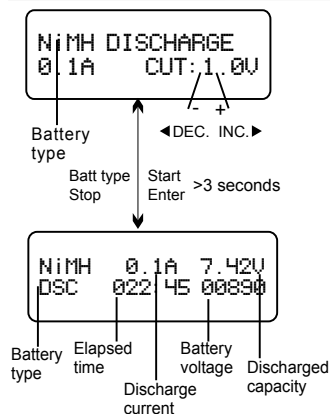 NiMH DISCHARGE
0.1A CUT:1.0V
- +
◀DEC. INC.▶
Battery
type
Batt type
Stop
Start
Enter
>3 seconds
NiMH 0.1A 7.42V
DSC 022:45 00890
Battery
type
Elapsed
time
Discharge
current
Battery
voltage
Discharged
capacity